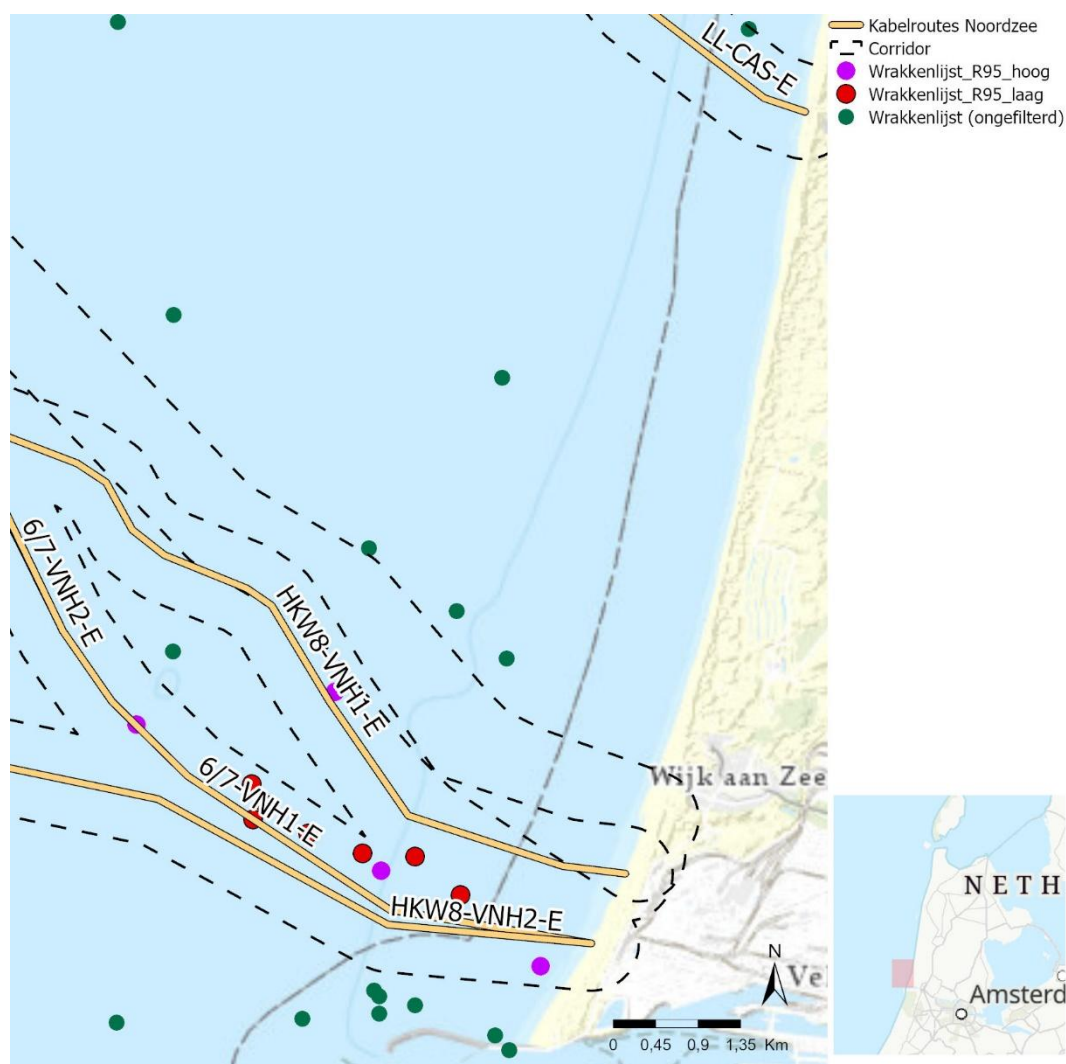 Kabelroutes Noordzee
Corridor
Wrakkenlijst_R95_hoog
Wrakkenlijst_R95_laag
Wrakkenlijst (ongefilterd)
LL-CAS-E
6/7-VNH2-E
HKW8-VNH1-E
6/7-VNH1-E
Wijk aan Zee
HKW8-VNH2-E
N
Vel
0 0,45 0,9 1,35 Km
NETH
Amsterd